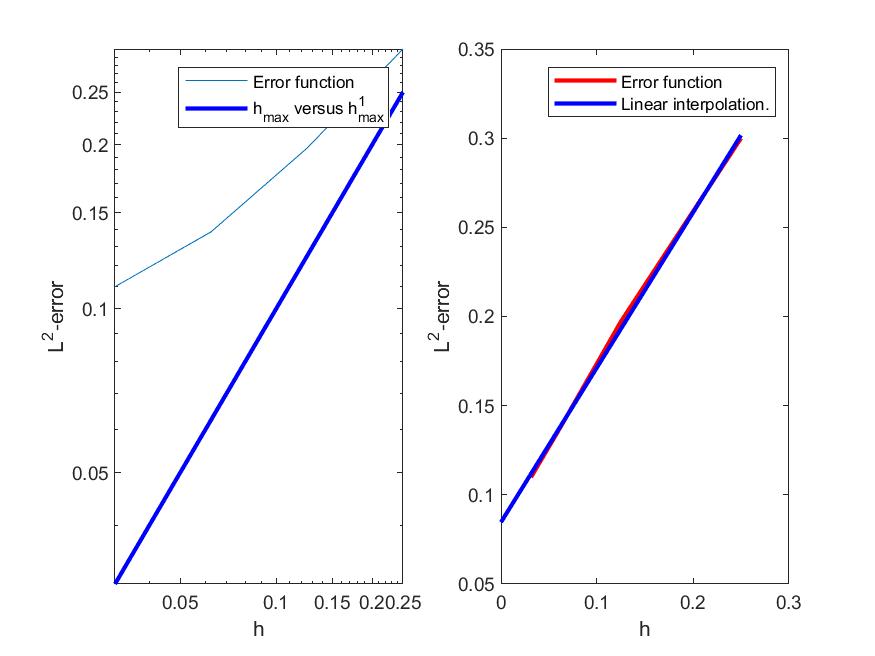 Error function
h_max versus h^1_max
0.25
0.2
0.15
0.1
0.05
L^2-error
0.05 0.1 0.15 0.20 0.25
h
Error function
Linear interpolation.
0.35
0.3
0.25
0.2
0.15
0.1
0.05
L^2-error
0 0.1 0.2 0.3
h